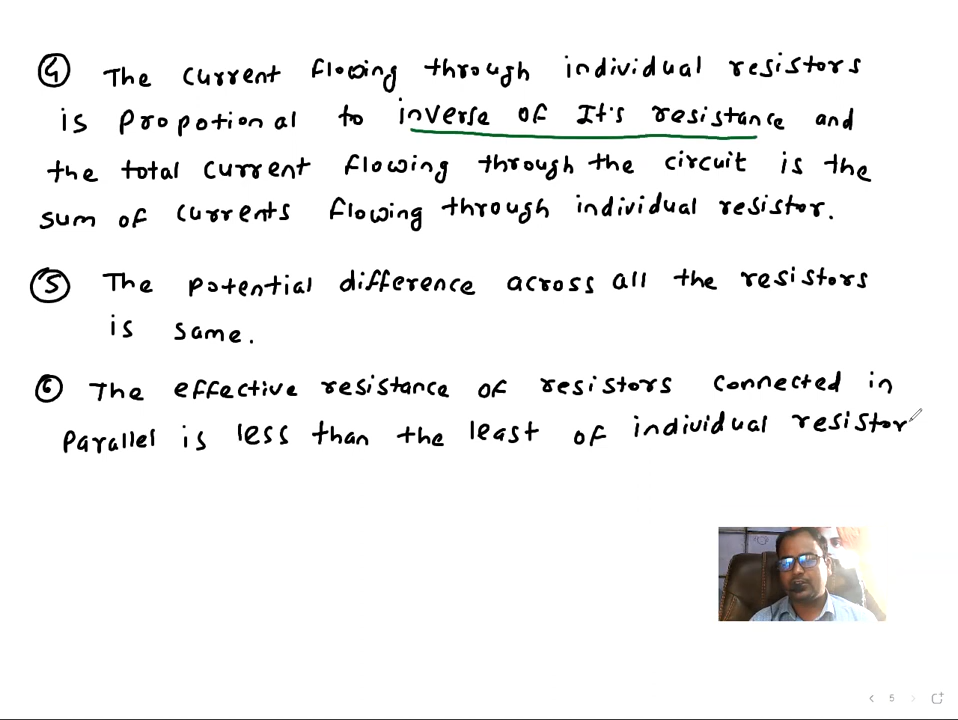 ④ The current flowing through individual resistors
is propotional to inverse of It's resistance and
the total current flowing through the circuit is the
sum of currents flowing through individual resistor.
⑤ The potential difference across all the resistors
is same.
⑥ The effective resistance of resistors connected in
parallel is less than the least of individual resistor
< 5 >